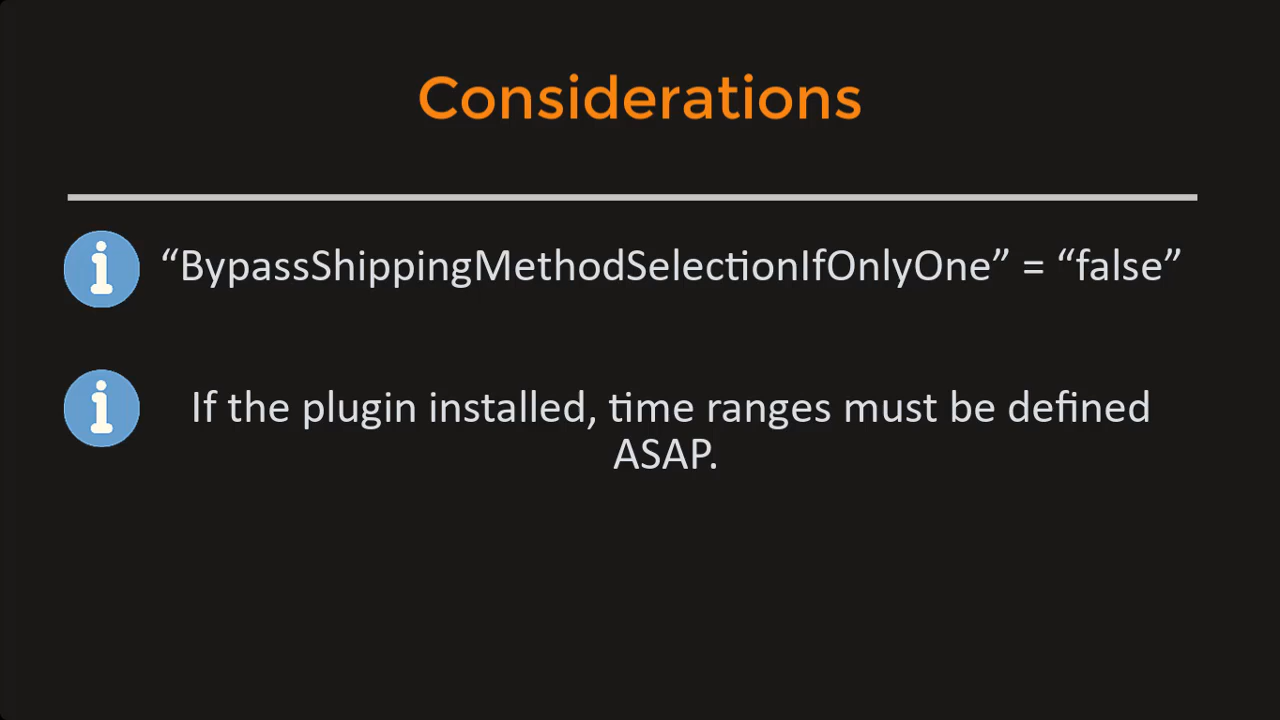 Considerations
“BypassShippingMethodSelectionIfOnlyOne” = “false”
If the plugin installed, time ranges must be defined
ASAP.